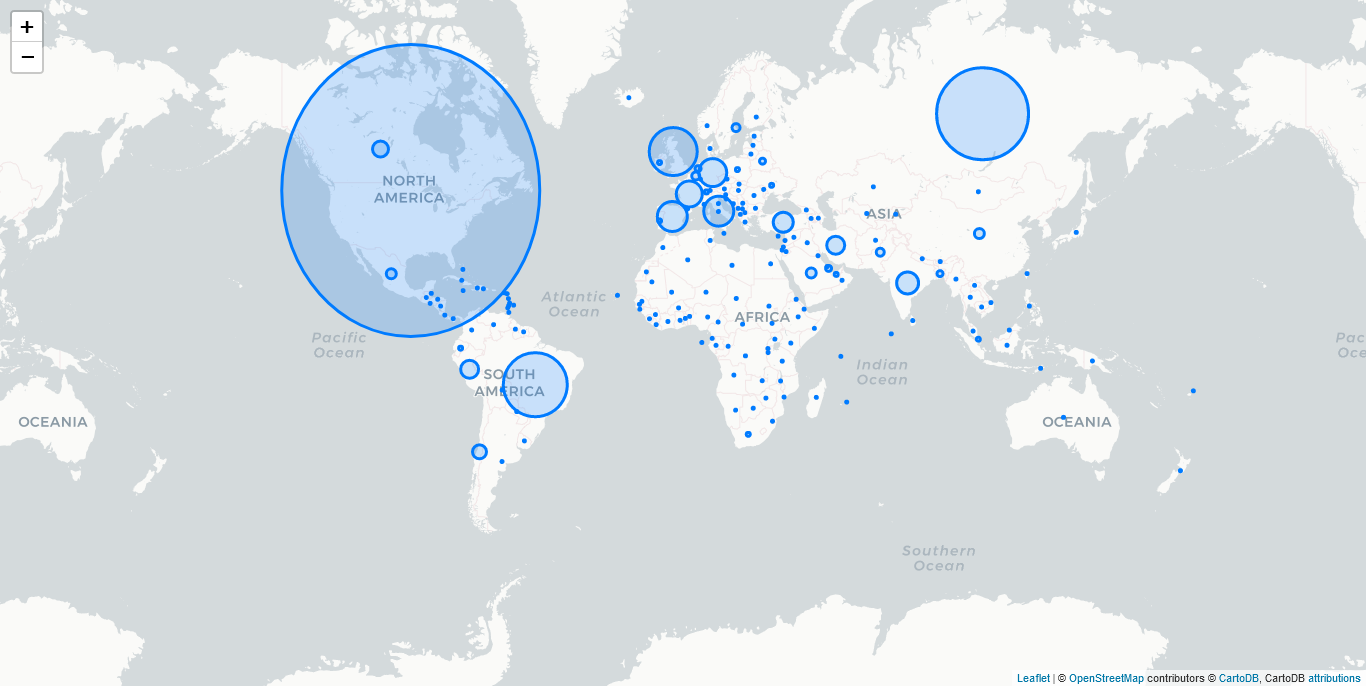 +
−
NORTH
AMERICA
ASIA
Atlantic
Ocean
AFRICA
Pacific
Ocean
Pac
Oce
Indian
Ocean
SOUTH
AMERICA
OCEANIA
OCEANIA
Southern
Ocean
Leaflet | © OpenStreetMap contributors © CartoDB, CartoDB attributions